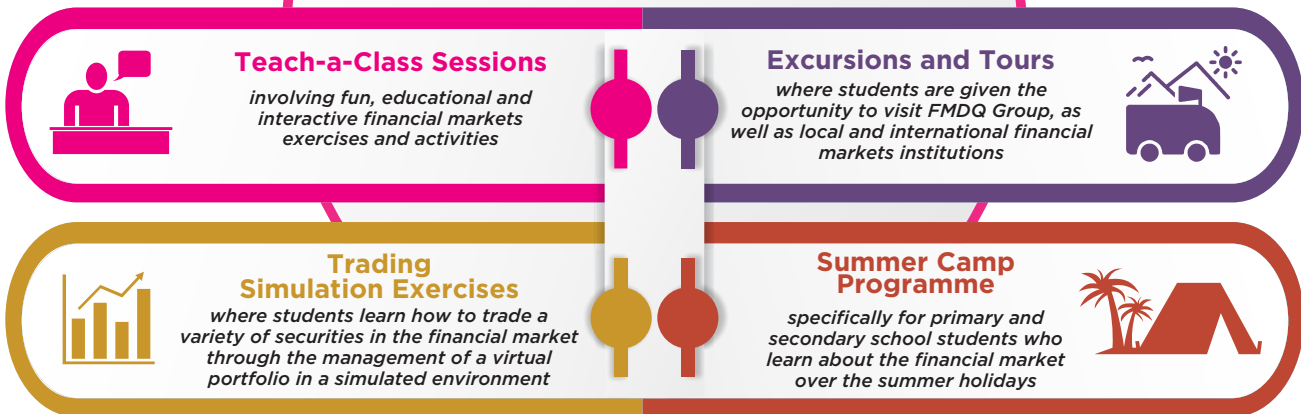 Teach-a-Class Sessions
involving fun, educational and
interactive financial markets
exercises and activities
Excursions and Tours
where students are given the
opportunity to visit FMDQ Group, as
well as local and international financial
markets institutions
Trading
Simulation Exercises
where students learn how to trade a
variety of securities in the financial market
through the management of a virtual
portfolio in a simulated environment
Summer Camp
Programme
specifically for primary and
secondary school students who
learn about the financial market
over the summer holidays